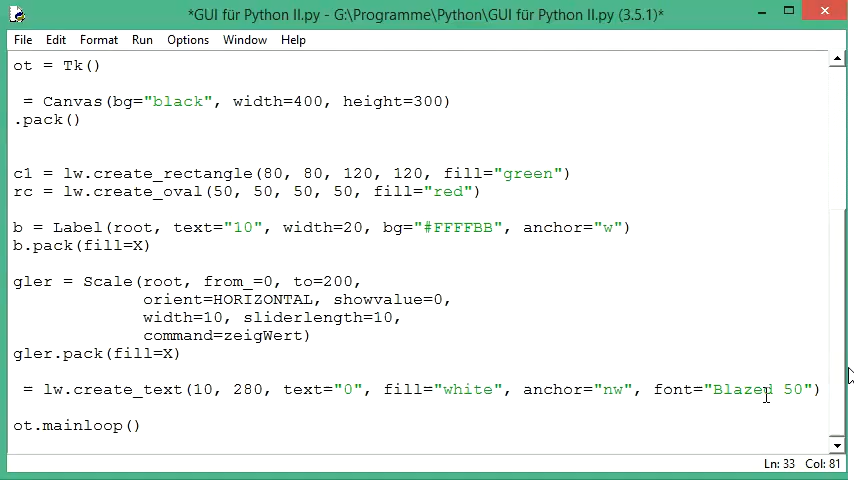 *GUI für Python II.py - G:\Programme\Python\GUI für Python II.py (3.5.1)*
File Edit Format Run Options Window Help
ot = Tk()
= Canvas(bg="black", width=400, height=300)
.pack()
c1 = lw.create_rectangle(80, 80, 120, 120, fill="green")
rc = lw.create_oval(50, 50, 50, 50, fill="red")
b = Label(root, text="10", width=20, bg="#FFFFBB", anchor="w")
b.pack(fill=X)
gler = Scale(root, from_=0, to=200,
orient=HORIZONTAL, showvalue=0,
width=10, sliderlength=10,
command=zeigWert)
gler.pack(fill=X)
= lw.create_text(10, 280, text="0", fill="white", anchor="nw", font="Blazed 50")
ot.mainloop()
Ln: 33 Col: 81